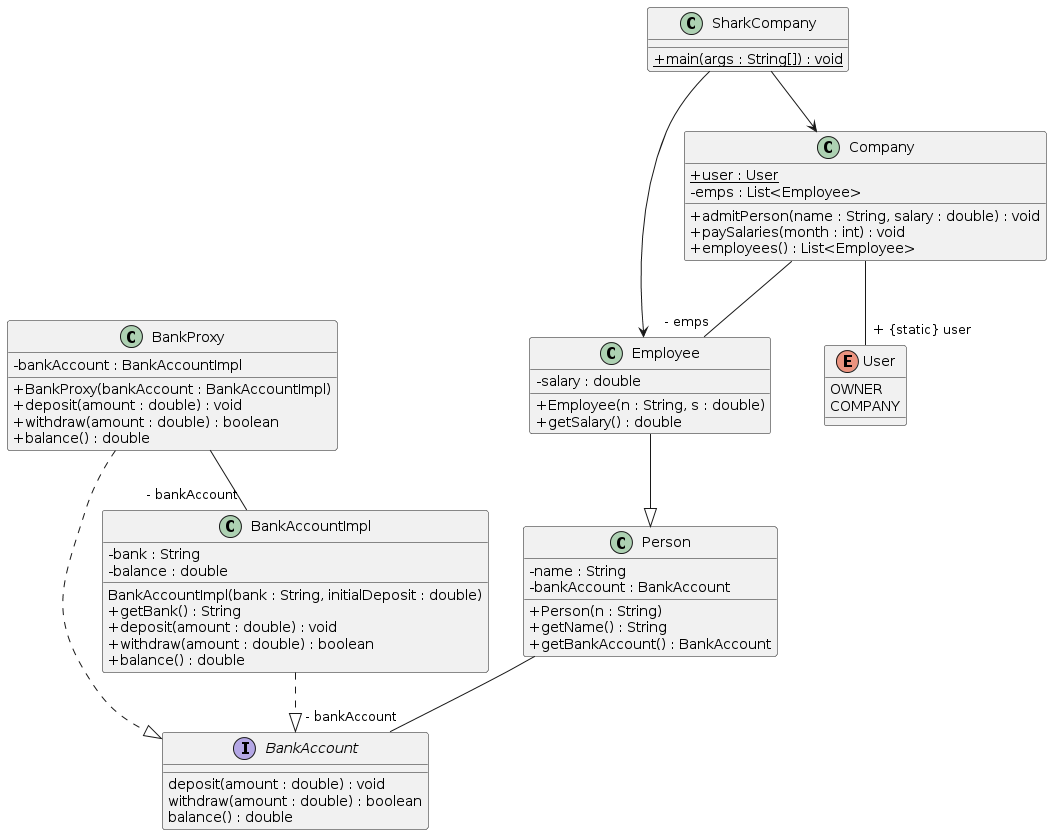 C SharkCompany
+main(args : String[]) : void
C Company
+user : User
-emps : List<Employee>
+admitPerson(name : String, salary : double) : void
+paySalaries(month : int) : void
+employees() : List<Employee>
- emps
+ {static} user
C BankProxy
-bankAccount : BankAccountImpl
+BankProxy(bankAccount : BankAccountImpl)
+deposit(amount : double) : void
+withdraw(amount : double) : boolean
+balance() : double
C Employee
-salary : double
+Employee(n : String, s : double)
+getSalary() : double
E User
OWNER
COMPANY
- bankAccount
C BankAccountImpl
-bank : String
-balance : double
BankAccountImpl(bank : String, initialDeposit : double)
+getBank() : String
+deposit(amount : double) : void
+withdraw(amount : double) : boolean
+balance() : double
C Person
-name : String
-bankAccount : BankAccount
+Person(n : String)
+getName() : String
+getBankAccount() : BankAccount
- bankAccount
I BankAccount
deposit(amount : double) : void
withdraw(amount : double) : boolean
balance() : double